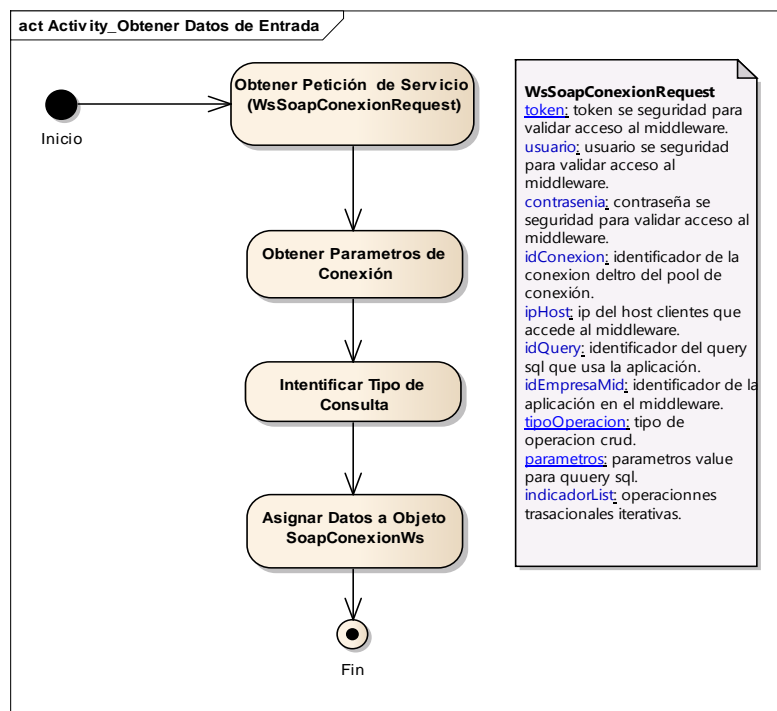 act Activity_Obtener Datos de Entrada
Inicio
Obtener Petición de Servicio
(WsSoapConexionRequest)
Obtener Parametros de
Conexión
Intentificar Tipo de
Consulta
Asignar Datos a Objeto
SoapConexionWs
Fin
WsSoapConexionRequest
token: token se seguridad para
validar acceso al middleware.
usuario: usuario se seguridad
para validar acceso al
middleware.
contrasenia: contraseña se
seguridad para validar acceso al
middleware.
idConexion: identificador de la
conexion deltro del pool de
conexión.
ipHost: ip del host clientes que
accede al middleware.
idQuery: identificador del query
sql que usa la aplicación.
idEmpresaMid: identificador de la
aplicación en el middleware.
tipoOperacion: tipo de
operacion crud.
parametros: parametros value
para quuery sql.
indicadorList: operacionnes
trasacionales iterativas.